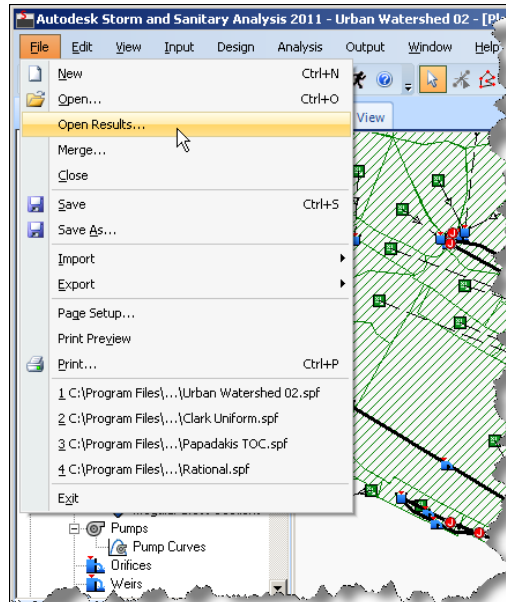 Autodesk Storm and Sanitary Analysis 2011 - Urban Watershed 02 - [Pla
File Edit View Input Design Analysis Output Window Help
New Ctrl+N
Open... Ctrl+O
View
Open Results...
Merge...
Close
Save Ctrl+S
Save As...
Import
Export
Page Setup...
Print Preview
Print... Ctrl+P
1 C:\Program Files\...\Urban Watershed 02.spf
2 C:\Program Files\...\Clark Uniform.spf
3 C:\Program Files\...\Papadakis TOC.spf
4 C:\Program Files\...\Rational.spf
Exit
Pumps
Pump Curves
Orifices
Weirs